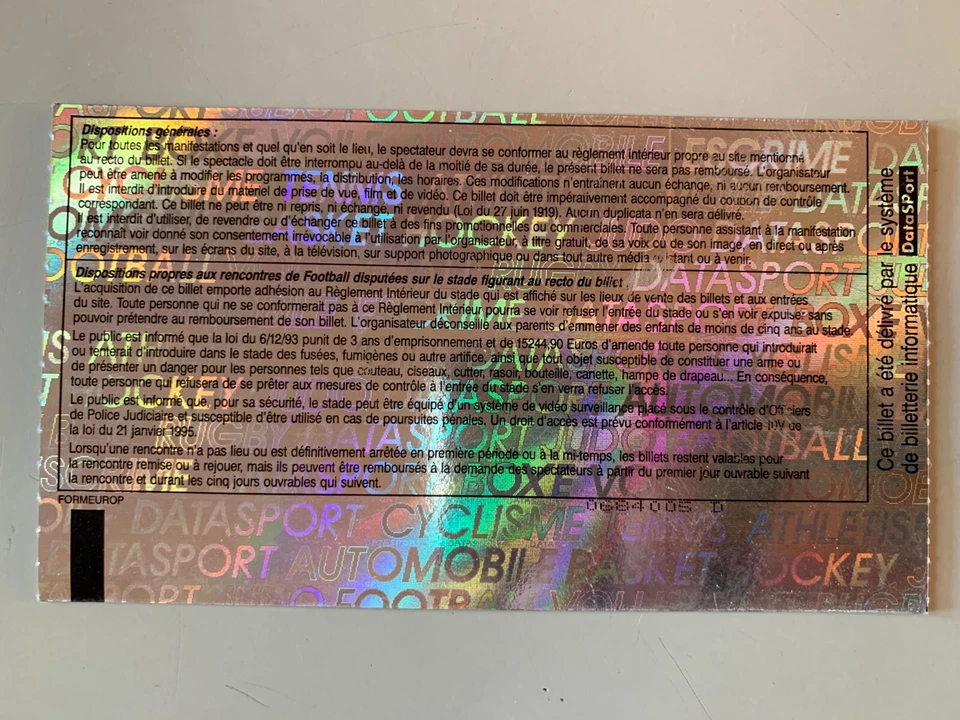 Dispositions générales :
Pour toutes les manifestations et quel qu'en soit le lieu, le spectateur devra se conformer au règlement intérieur propre au site mentionné
au recto du billet. Si le spectacle doit être interrompu au-delà de la moitié de sa durée, le présent billet ne sera pas remboursé. L'organisateur
peut être amené à modifier les programmes, la distribution, les horaires. Ces modifications n'entraînent aucun échange, ni aucun remboursement.
Il est interdit d'introduire du matériel de prise de vue, film de vidéo. Ce billet doit être impérativement accompagné du coupon de contrôle
correspondant. Ce billet ne peut être ni repris, ni échangé, ni revendu (Loi du 27 juin 1919). Aucun duplicata n'en sera délivré.
Il est interdit d'utiliser, de revendre ou d'échanger ce billet à des fins promotionnelles ou commerciales. Toute personne assistant à la manifestation
reconnaît voir donné son consentement irrévocable à l'utilisation par l'organisateur, à titre gratuit, de sa voix ou de son image, en direct ou après
enregistrement, sur les écrans du site, à la télévision, sur support photographique ou dans tout autre média existant ou à venir.
Dispositions propres aux rencontres de Football disputées sur le stade figurant au recto du billet :
L'acquisition de ce billet emporte adhésion au Règlement Intérieur du stade qui est affiché sur les lieux de vente des billets et aux entrées
du site. Toute personne qui ne se conformerait pas à ce Règlement Intérieur pourra se voir refuser l'entrée du stade ou s'en voir expulser sans
pouvoir prétendre au remboursement de son billet. L'organisateur déconseille aux parents d'emmener des enfants de moins de cinq ans au stade.
Le public est informé que la loi du 6/12/93 punit de 3 ans d'emprisonnement et de 15244.90 Euros d'amende toute personne qui introduirait
ou tenterait d'introduire dans le stade des fusées, fumigènes ou autre artifice, ainsi que tout objet susceptible de constituer une arme ou
de présenter un danger pour les personnes tels que couteau, ciseaux, cutter, rasoir, bouteille, canette, hampe de drapeau... En conséquence,
toute personne qui refusera de se prêter aux mesures de contrôle à l'entrée du stade s'en verra refuser l'accès.
Le public est informé que, pour sa sécurité, le stade peut être équipé d'un système de vidéo surveillance placé sous le contrôle d'Officiers
de Police Judiciaire et susceptible d'être utilisé en cas de poursuites pénales. Un droit d'accès est prévu conformément à l'article 10V de
la loi du 21 janvier 1995.
Lorsqu'une rencontre n'a pas lieu ou est définitivement arrêtée en première période ou à la mi-temps, les billets restent valables pour
la rencontre remise ou à rejouer, mais ils peuvent être remboursés à la demande des spectateurs à partir du premier jour ouvrable suivant
la rencontre et durant les cinq jours ouvrables qui suivent.
FORMEUROP
0684005 D
Ce billet a été délivré par le système
de billetterie informatique DataSPort
DATASPORT CYCLISME TENNIS ATHLETISME
DATASPORT AUTOMOBILE BASKET HOCKEY
JUDO FOOTBALL VOLLEY RUGBY